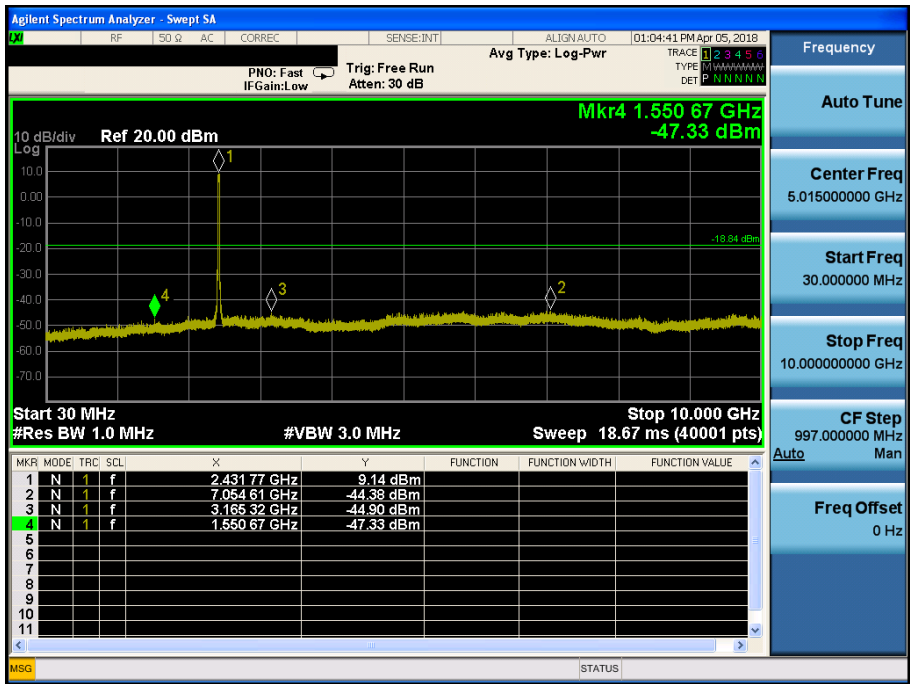 Agilent Spectrum Analyzer - Swept SA
LXI RF 50 Ω AC CORREC SENSE:INT ALIGN AUTO 01:04:41 PM Apr 05, 2018
Frequency
PNO: Fast
IFGain:Low
Trig: Free Run
Atten: 30 dB
Avg Type: Log-Pwr
TRACE 1 2 3 4 5 6
TYPE M WWWWW
DET P N N N N N
Auto Tune
Mkr4 1.550 67 GHz
-47.33 dBm
10 dB/div Ref 20.00 dBm
Log
10.0
0.00
-10.0
-20.0
-30.0
-40.0
-50.0
-60.0
-70.0
1
-18.84 dBm
4
3
2
Start 30 MHz
Stop 10.000 GHz
#Res BW 1.0 MHz #VBW 3.0 MHz Sweep 18.67 ms (40001 pts)
Center Freq
5.015000000 GHz
Start Freq
30.000000 MHz
Stop Freq
10.000000000 GHz
CF Step
997.000000 MHz
Auto Man
Freq Offset
0 Hz
MKR MODE TRC SCL X Y FUNCTION FUNCTION WIDTH FUNCTION VALUE
1 N 1 f 2.431 77 GHz 9.14 dBm
2 N 1 f 7.054 61 GHz -44.38 dBm
3 N 1 f 3.165 32 GHz -44.90 dBm
4 N 1 f 1.550 67 GHz -47.33 dBm
5
6
7
8
9
10
11
MSG STATUS